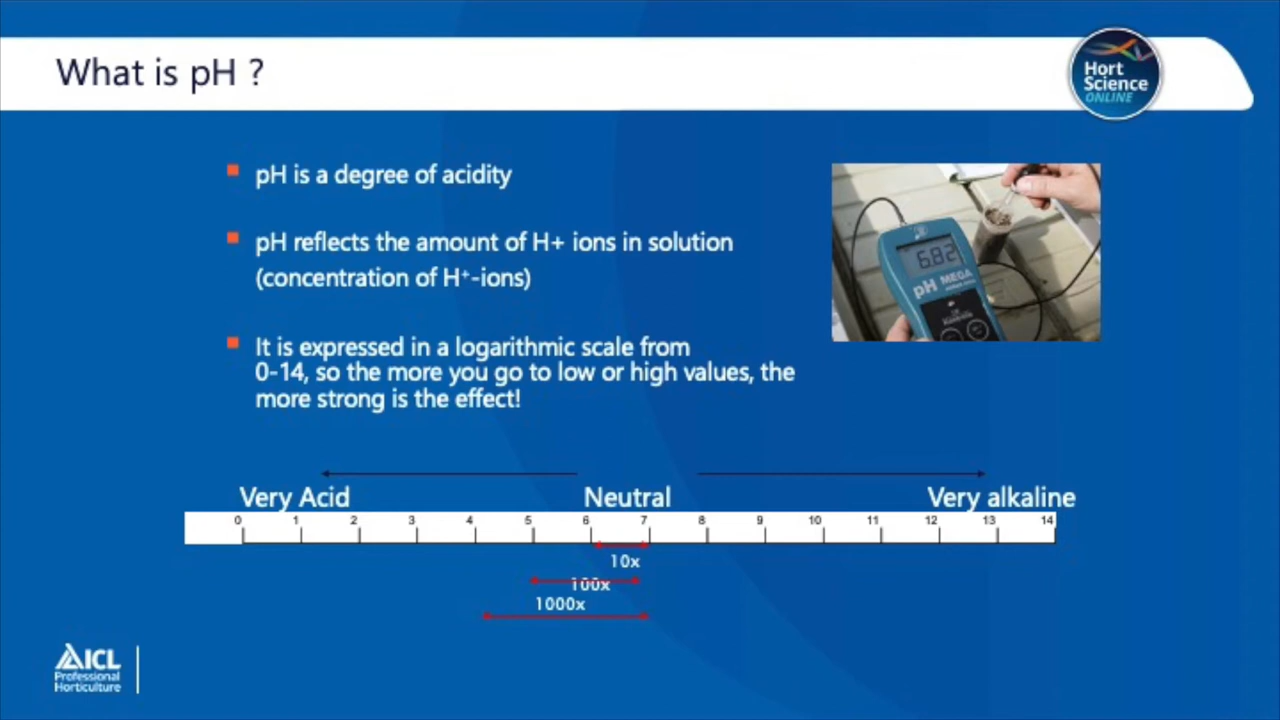 What is pH ?
Hort
Science
ONLINE
pH is a degree of acidity
pH reflects the amount of H+ ions in solution
(concentration of H⁺-ions)
It is expressed in a logarithmic scale from
0-14, so the more you go to low or high values, the
more strong is the effect!
6.82
pH MEGA
Very Acid Neutral Very alkaline
0 1 2 3 4 5 6 7 8 9 10 11 12 13 14
10x
100x
1000x
ICL
Professional
Horticulture